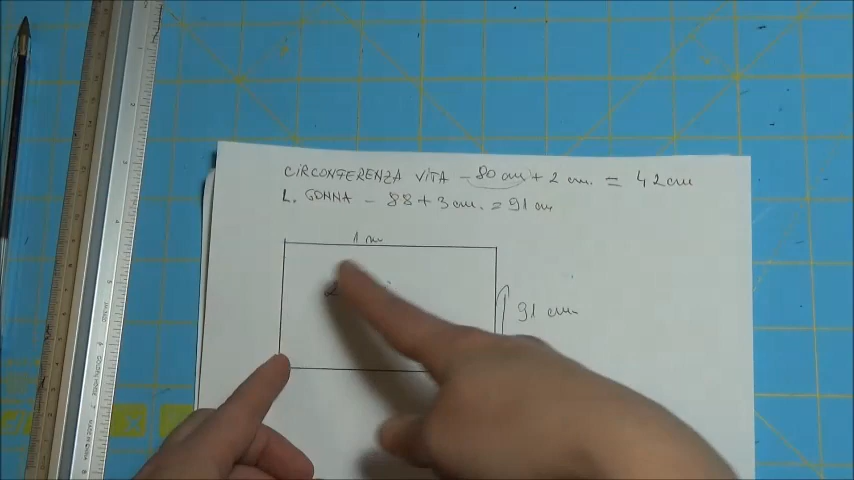 CIRCONFERENZA VITA - 80 cm + 2 cm. = 42 cm
L. GONNA - 88 + 3 cm. = 91 cm
1 m
91 cm